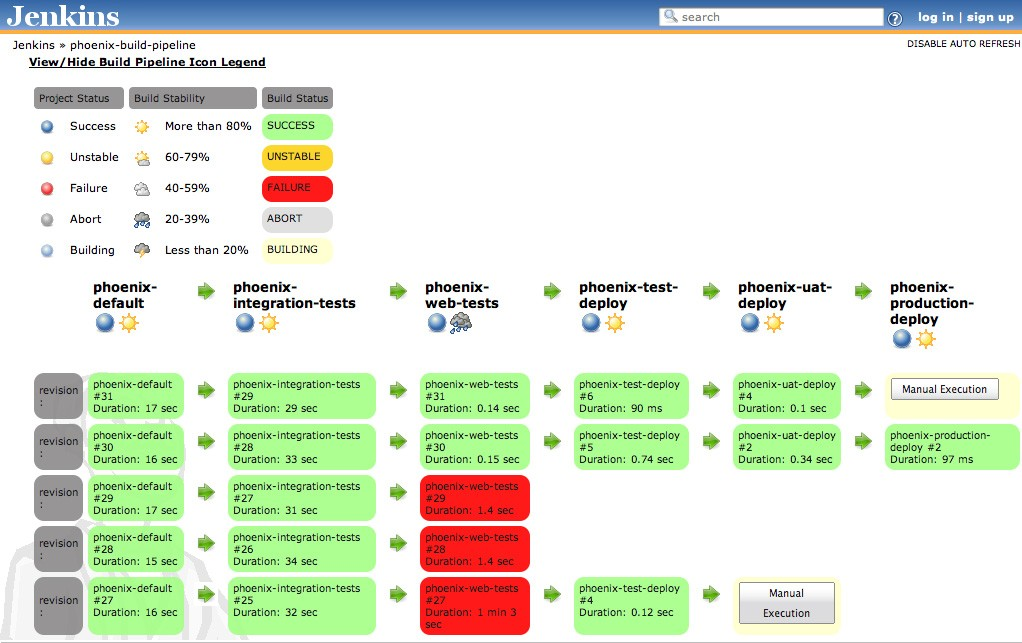 Jenkins
search
log in | sign up
Jenkins » phoenix-build-pipeline
DISABLE AUTO REFRESH
View/Hide Build Pipeline Icon Legend
Project Status Build Stability Build Status
Success More than 80% SUCCESS
Unstable 60-79% UNSTABLE
Failure 40-59% FAILURE
Abort 20-39% ABORT
Building Less than 20% BUILDING
phoenix-
default
phoenix-
integration-tests
phoenix-
web-tests
phoenix-test-
deploy
phoenix-uat-
deploy
phoenix-
production-
deploy
revision
:
phoenix-default
#31
Duration: 17 sec
phoenix-integration-tests
#29
Duration: 29 sec
phoenix-web-tests
#31
Duration: 0.14 sec
phoenix-test-deploy
#6
Duration: 90 ms
phoenix-uat-deploy
#4
Duration: 0.1 sec
Manual Execution
revision
:
phoenix-default
#30
Duration: 16 sec
phoenix-integration-tests
#28
Duration: 33 sec
phoenix-web-tests
#30
Duration: 0.15 sec
phoenix-test-deploy
#5
Duration: 0.74 sec
phoenix-uat-deploy
#2
Duration: 0.34 sec
phoenix-production-
deploy #2
Duration: 97 ms
revision
:
phoenix-default
#29
Duration: 17 sec
phoenix-integration-tests
#27
Duration: 31 sec
phoenix-web-tests
#29
Duration: 1.4 sec
revision
:
phoenix-default
#28
Duration: 15 sec
phoenix-integration-tests
#26
Duration: 34 sec
phoenix-web-tests
#28
Duration: 1.4 sec
revision
:
phoenix-default
#27
Duration: 16 sec
phoenix-integration-tests
#25
Duration: 32 sec
phoenix-web-tests
#27
Duration: 1 min 3
sec
phoenix-test-deploy
#4
Duration: 0.12 sec
Manual
Execution